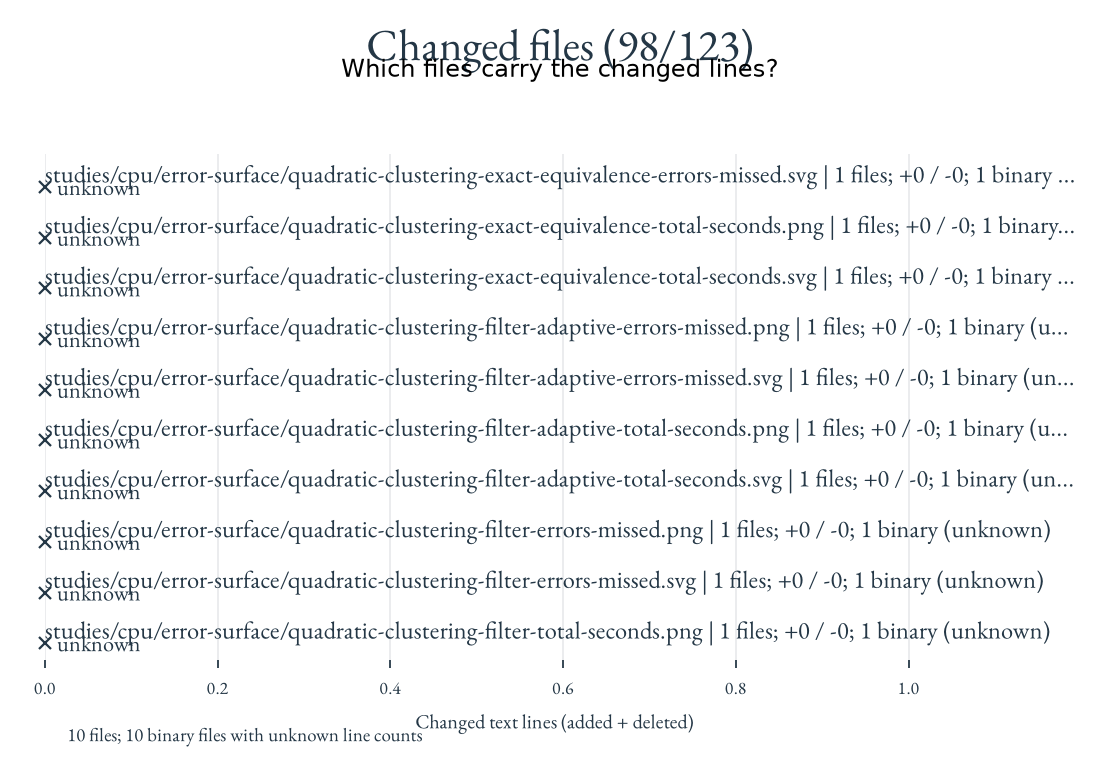 Changed files (98/123)
Which files carry the changed lines?
studies/cpu/error-surface/quadratic-clustering-exact-equivalence-errors-missed.svg | 1 files; +0 / -0; 1 binary ...
unknown
studies/cpu/error-surface/quadratic-clustering-exact-equivalence-total-seconds.png | 1 files; +0 / -0; 1 binary...
unknown
studies/cpu/error-surface/quadratic-clustering-exact-equivalence-total-seconds.svg | 1 files; +0 / -0; 1 binary ...
unknown
studies/cpu/error-surface/quadratic-clustering-filter-adaptive-errors-missed.png | 1 files; +0 / -0; 1 binary (u...
unknown
studies/cpu/error-surface/quadratic-clustering-filter-adaptive-errors-missed.svg | 1 files; +0 / -0; 1 binary (un...
unknown
studies/cpu/error-surface/quadratic-clustering-filter-adaptive-total-seconds.png | 1 files; +0 / -0; 1 binary (u...
unknown
studies/cpu/error-surface/quadratic-clustering-filter-adaptive-total-seconds.svg | 1 files; +0 / -0; 1 binary (un...
unknown
studies/cpu/error-surface/quadratic-clustering-filter-errors-missed.png | 1 files; +0 / -0; 1 binary (unknown)
unknown
studies/cpu/error-surface/quadratic-clustering-filter-errors-missed.svg | 1 files; +0 / -0; 1 binary (unknown)
unknown
studies/cpu/error-surface/quadratic-clustering-filter-total-seconds.png | 1 files; +0 / -0; 1 binary (unknown)
unknown
0.0 0.2 0.4 0.6 0.8 1.0
Changed text lines (added + deleted)
10 files; 10 binary files with unknown line counts